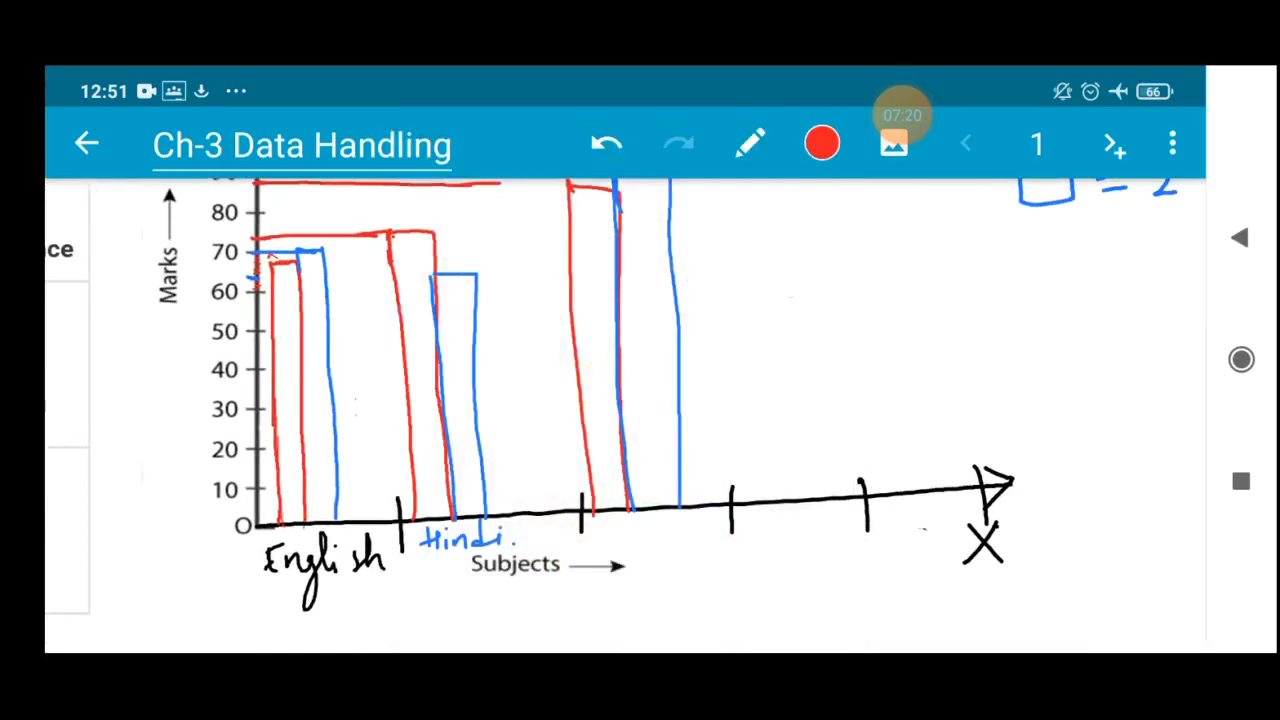 12:51 66
07:20
Ch-3 Data Handling 1
= 2
80
ce
70
Marks
60
50
40
30
20
10
O
English Hindi.
Subjects X